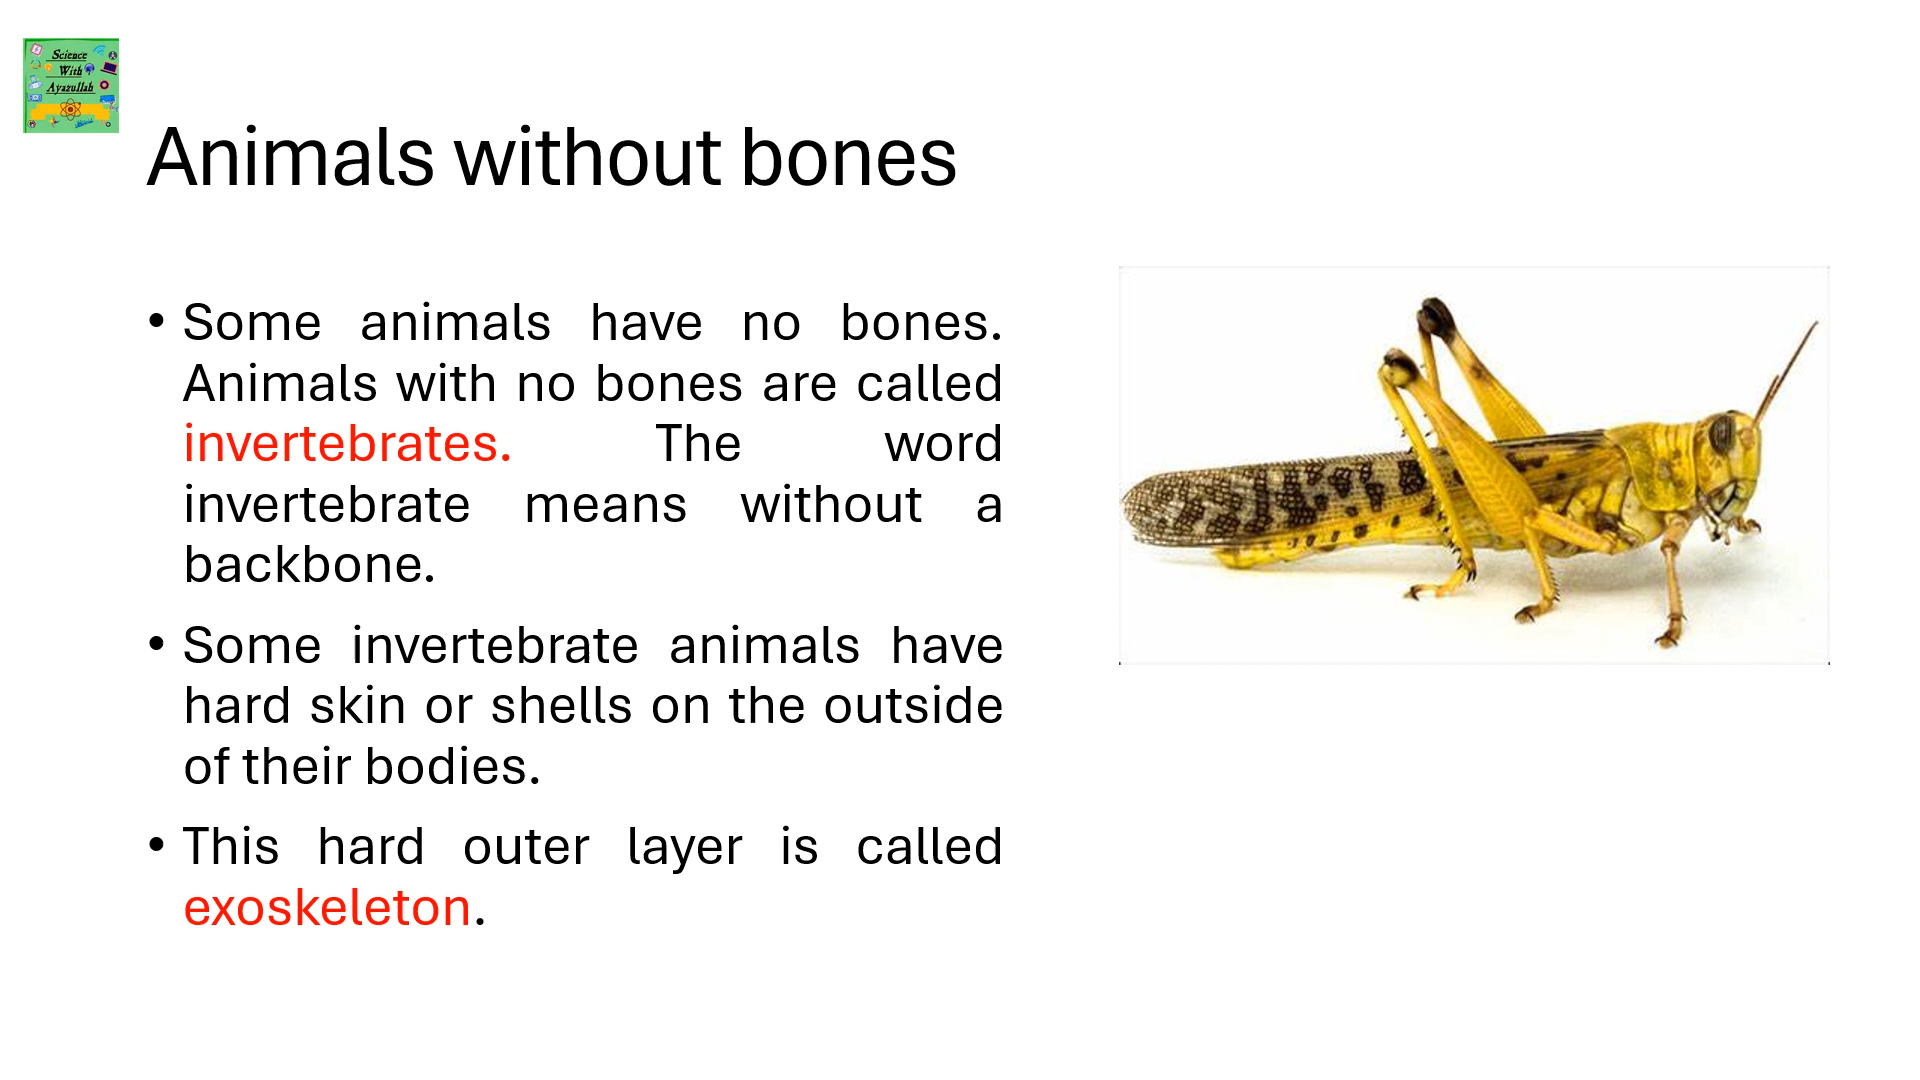 Science
With
Ayazullah
Animals without bones
• Some animals have no bones.
Animals with no bones are called
invertebrates. The word
invertebrate means without a
backbone.
• Some invertebrate animals have
hard skin or shells on the outside
of their bodies.
• This hard outer layer is called
exoskeleton.